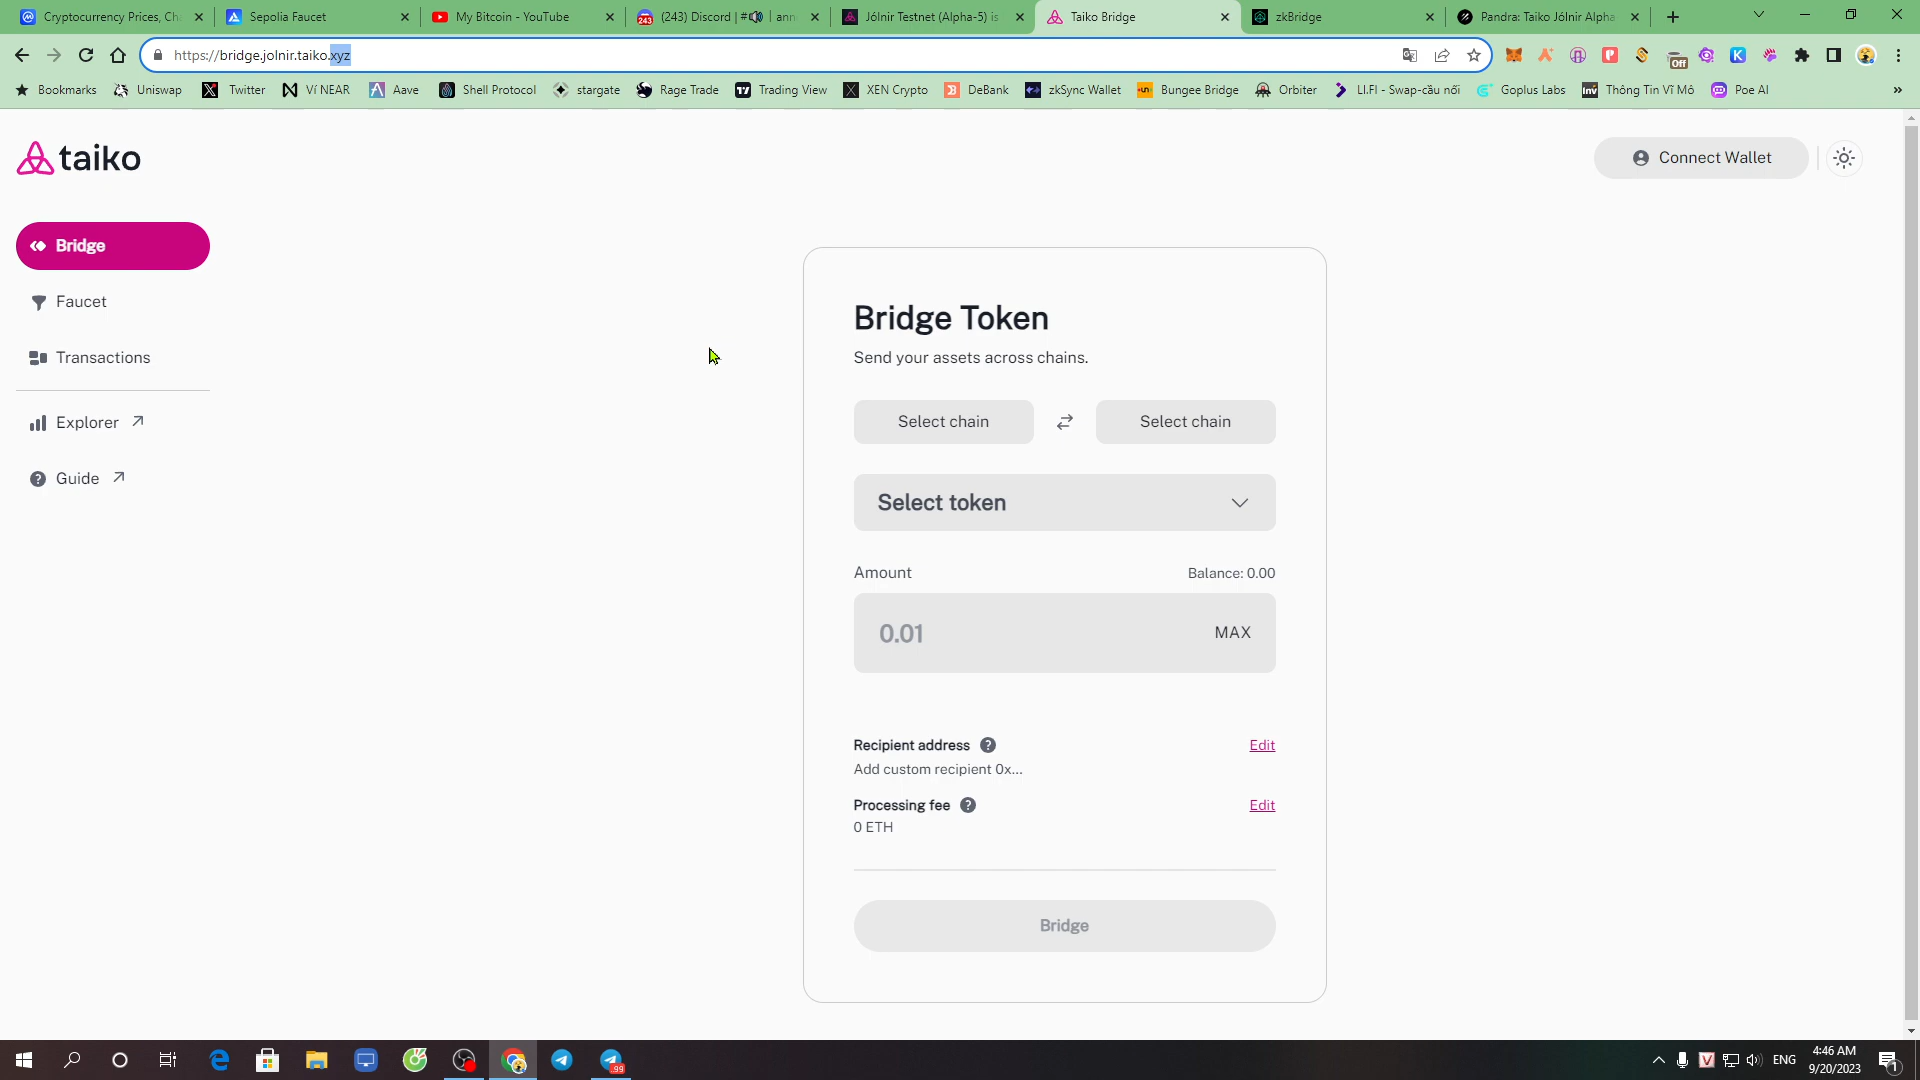 Cryptocurrency Prices, Ch
Sepolia Faucet
My Bitcoin - YouTube
(243) Discord | #🔊 | ann
Jólnir Testnet (Alpha-5) is
Taiko Bridge
zkBridge
Pandra: Taiko Jólnir Alpha
https://bridge.jolnir.taiko.xyz
Off
Bookmarks
Uniswap
Twitter
Ví NEAR
Aave
Shell Protocol
stargate
Rage Trade
Trading View
XEN Crypto
DeBank
zkSync Wallet
Bungee Bridge
Orbiter
LI.FI - Swap-cầu nối
Goplus Labs
Thông Tin Vĩ Mô
Poe AI
taiko
Connect Wallet
Bridge
Faucet
Transactions
Explorer
Guide
Bridge Token
Send your assets across chains.
Select chain
Select chain
Select token
Amount
Balance: 0.00
0.01
MAX
Recipient address
Edit
Add custom recipient 0x...
Processing fee
Edit
0 ETH
Bridge
99
ENG
4:46 AM
9/20/2023
1